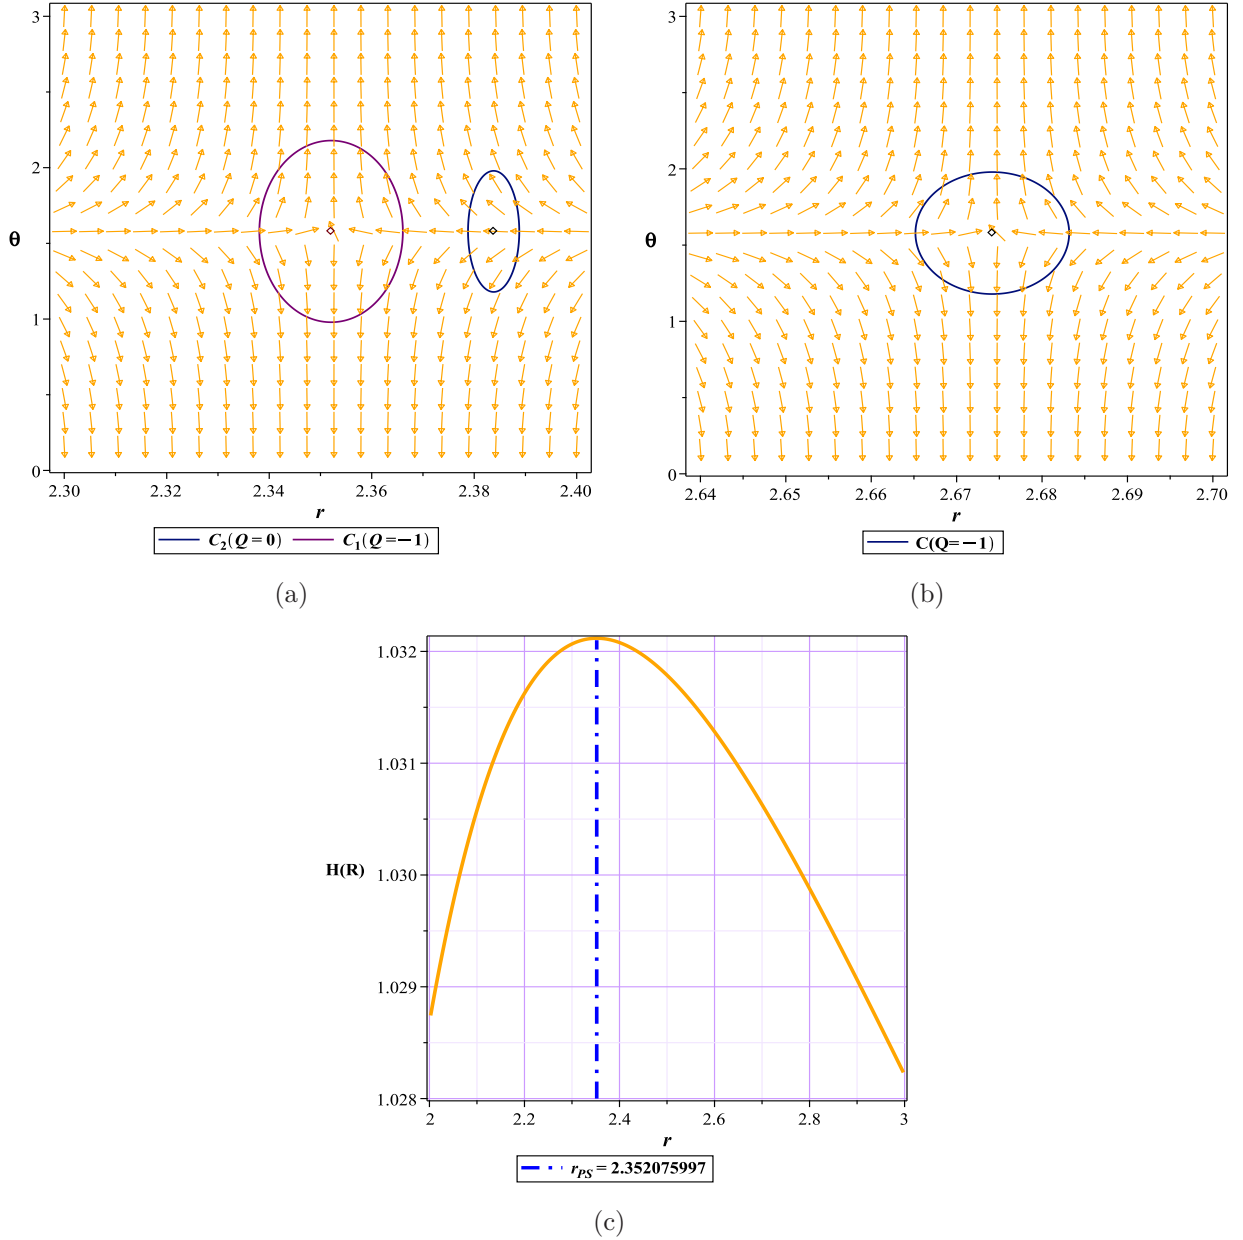 3
2
θ
1
0
2.30 2.32 2.34 2.36 2.38 2.40
r
C₂(Q = 0) C₁(Q = −1)
(a)
3
2
θ
1
0
2.64 2.65 2.66 2.67 2.68 2.69 2.70
r
C(Q= −1)
(b)
1.032
1.031
H(R)
1.030
1.029
1.028
2 2.2 2.4 2.6 2.8 3
r
r_PS = 2.352075997
(c)